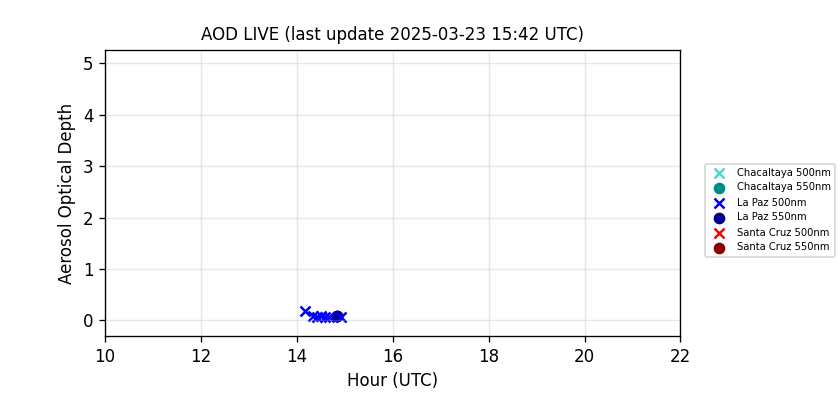 AOD LIVE (last update 2025-03-23 15:42 UTC)
5
4
3
2
1
0
Aerosol Optical Depth
10 12 14 16 18 20 22
Hour (UTC)
Chacaltaya 500nm
Chacaltaya 550nm
La Paz 500nm
La Paz 550nm
Santa Cruz 500nm
Santa Cruz 550nm